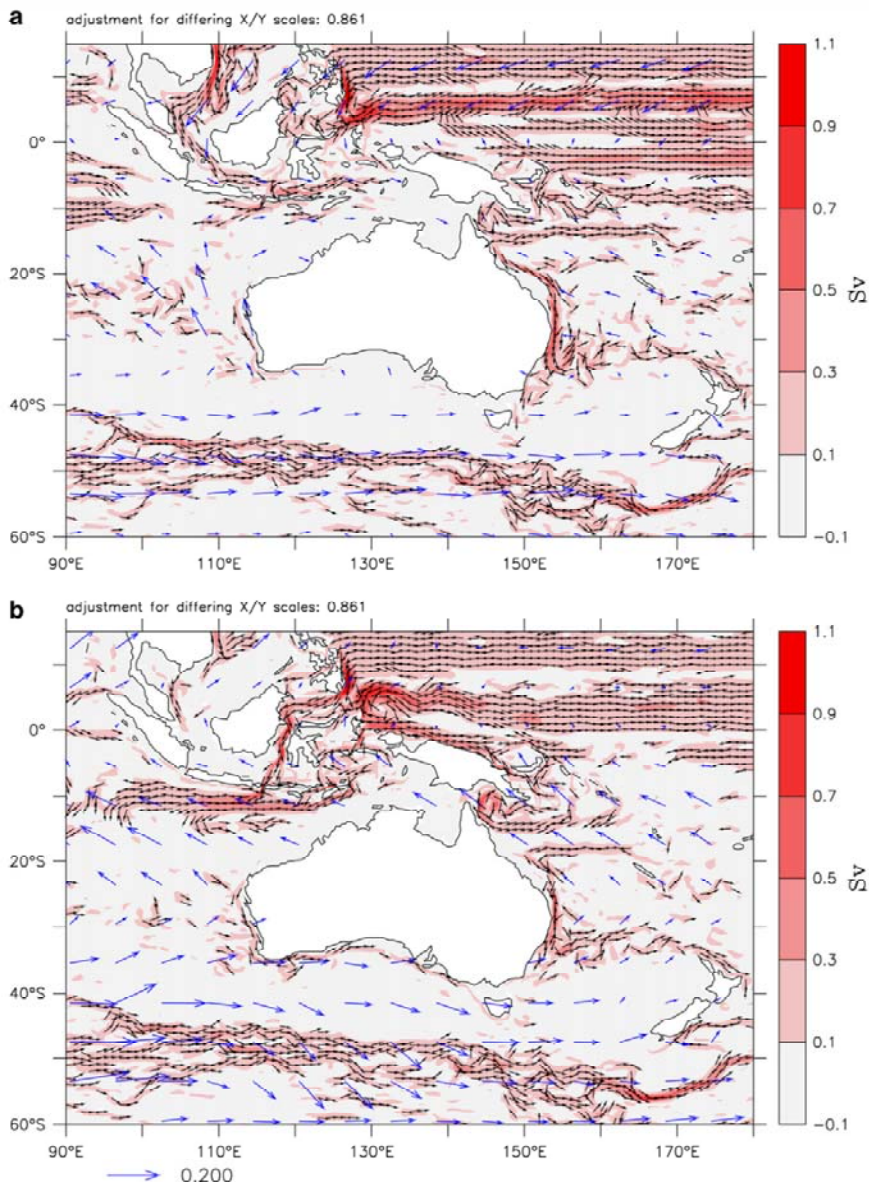 a
adjustment for differing X/Y scales: 0.861
0°
20°S
40°S
60°S
90°E 110°E 130°E 150°E 170°E
1.1
0.9
0.7
0.5
0.3
0.1
−0.1
Sv
b
adjustment for differing X/Y scales: 0.861
0°
20°S
40°S
60°S
90°E 110°E 130°E 150°E 170°E
1.1
0.9
0.7
0.5
0.3
0.1
−0.1
Sv
0.200